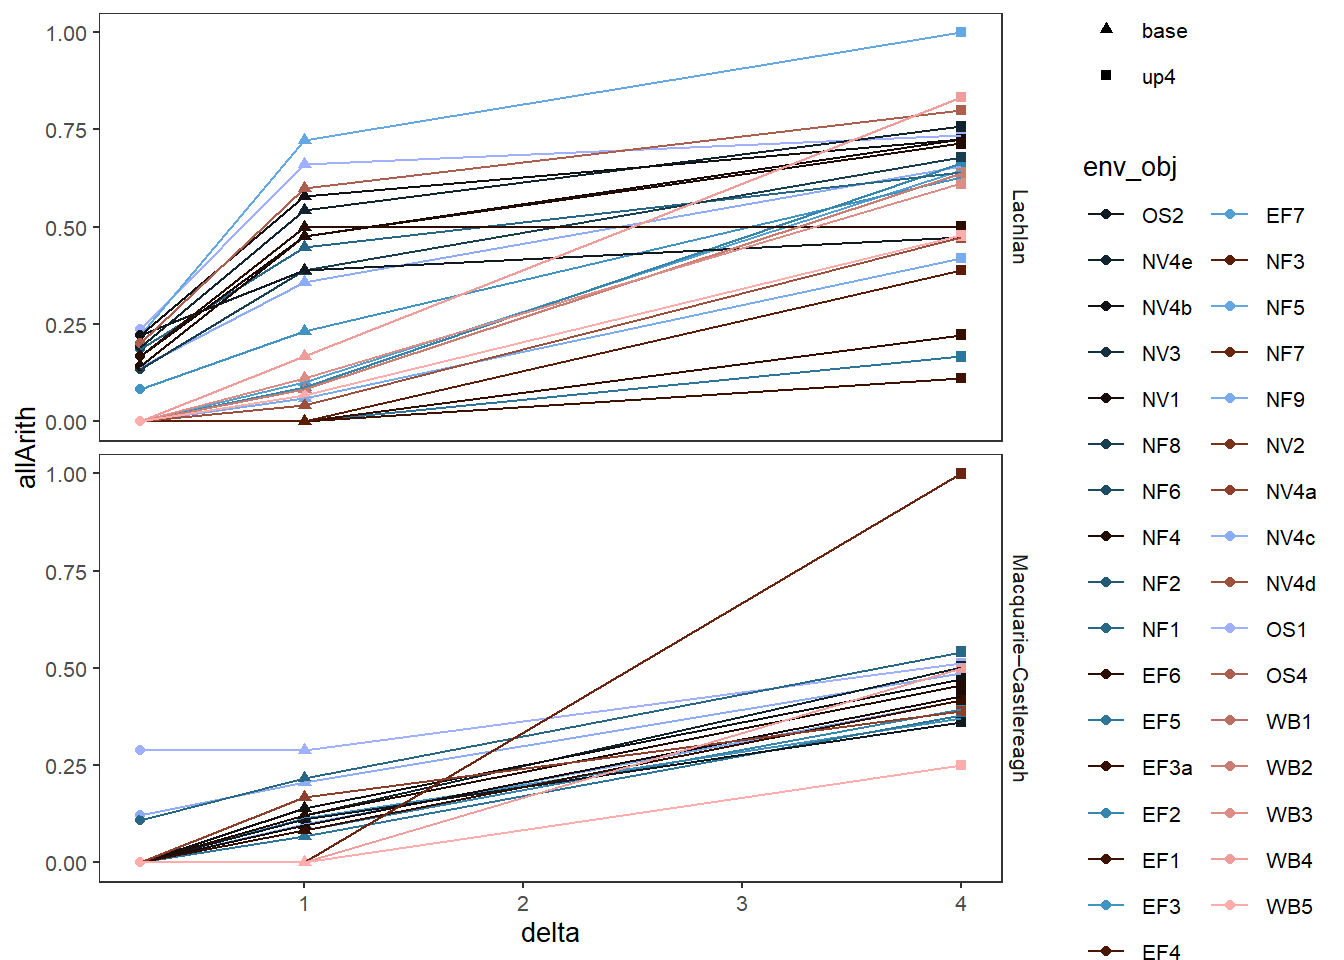 1.00
0.75
0.50
0.25
0.00
Lachlan
1.00
0.75
0.50
0.25
0.00
Macquarie−Castlereagh
1
2
3
4
delta
allArith
base
up4
env_obj
OS2
NV4e
NV4b
NV3
NV1
NF8
NF6
NF4
NF2
NF1
EF6
EF5
EF3a
EF2
EF1
EF3
EF4
EF7
NF3
NF5
NF7
NF9
NV2
NV4a
NV4c
NV4d
OS1
OS4
WB1
WB2
WB3
WB4
WB5